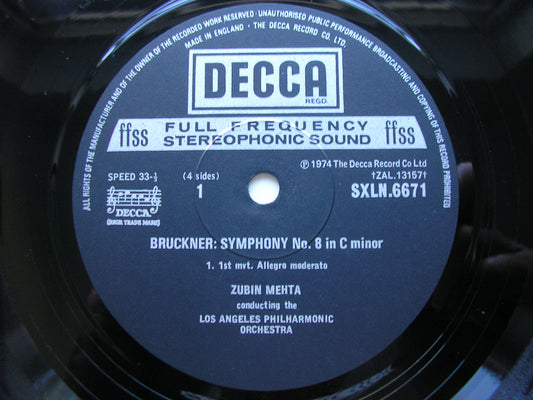 ALL RIGHTS OF THE MANUFACTURER AND OF THE OWNER OF THE RECORDED WORK RESERVED · UNAUTHORISED PUBLIC PERFORMANCE BROADCASTING AND COPYING OF THIS RECORD PROHIBITED
MADE IN ENGLAND · THE DECCA RECORD CO. LTD.
DECCA
REGD.
ffss FULL FREQUENCY ffss
STEREOPHONIC SOUND
℗ 1974 The Decca Record Co Ltd
SPEED 33-⅓ (4 sides) †ZAL.13157†
1 SXLN.6671
DECCA
(REGD. TRADE MARK)
BRUCKNER: SYMPHONY No. 8 in C minor
1. 1st mvt. Allegro moderato
ZUBIN MEHTA
conducting the
LOS ANGELES PHILHARMONIC
ORCHESTRA